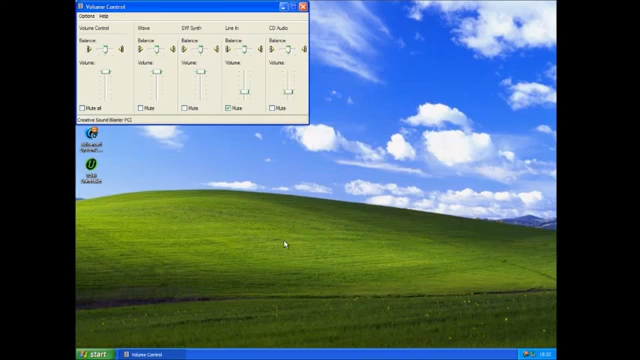 Volume Control
Options Help
Volume Control Wave SW Synth Line In CD Audio
Balance: Balance: Balance: Balance: Balance:
Volume: Volume: Volume: Volume: Volume:
Mute all Mute Mute Mute Mute
Creative Sound Blaster PCI
Advanced
start
Volume Control